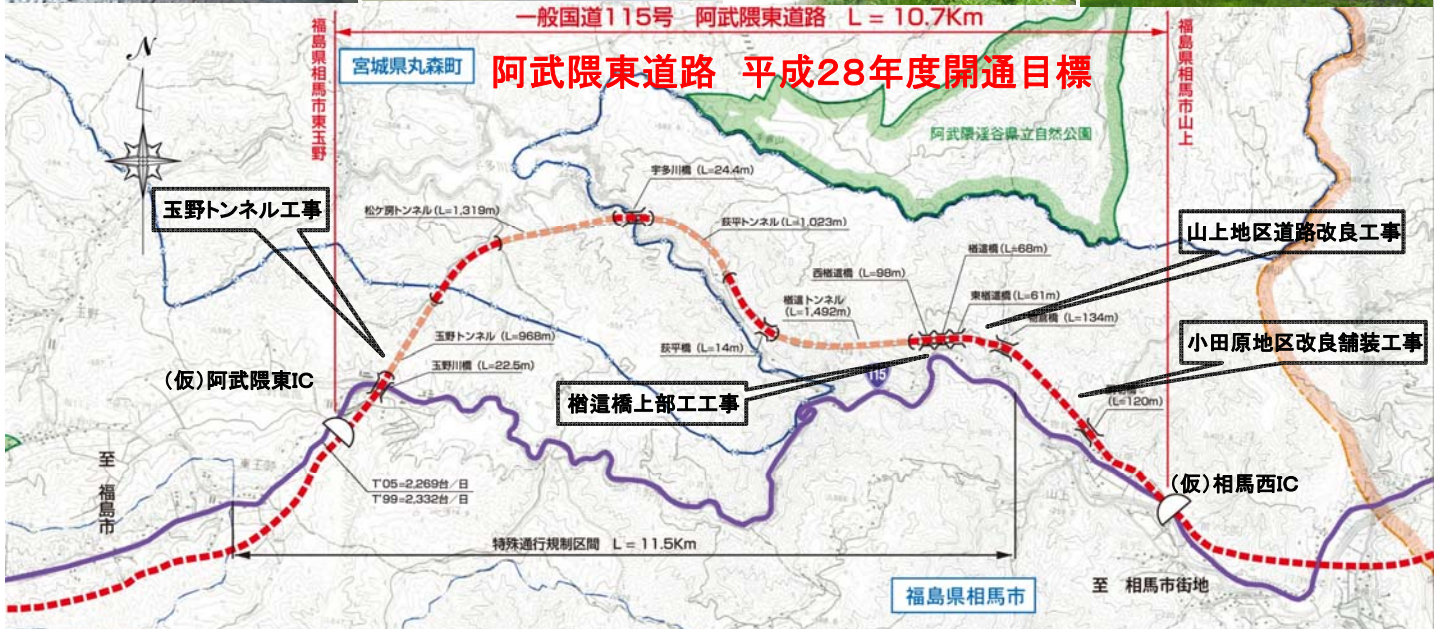 一般国道115号 阿武隈東道路 L = 10.7Km
福島県相馬市東玉野
福島県相馬市山上
N
宮城県丸森町
阿武隈東道路 平成28年度開通目標
阿武隈渓谷県立自然公園
宇多川橋 (L=24.4m)
玉野トンネル工事
松ケ房トンネル (L=1,319m)
萩平トンネル (L=1,023m)
山上地区道路改良工事
楢這橋 (L=68m)
西楢這橋 (L=98m)
東楢這橋 (L=61m)
楢這トンネル
(L=1,492m)
(L=134m)
玉野トンネル (L=968m)
萩平橋 (L=14m)
小田原地区改良舗装工事
玉野川橋 (L=22.5m)
(仮)阿武隈東IC
115
楢這橋上部工工事
(L=120m)
至 福島市
T'05=2,269台/日
T'99=2,332台/日
(仮)相馬西IC
特殊通行規制区間 L = 11.5Km
福島県相馬市
至 相馬市街地